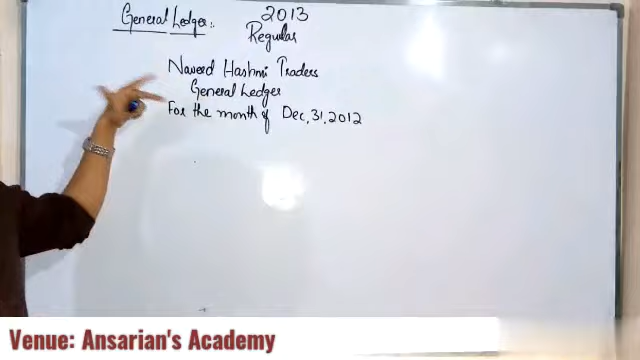 General Ledger:
2013
Regular
Naveed Hashmi Traders
General Ledger
For the month of Dec, 31, 2012
Venue: Ansarian's Academy